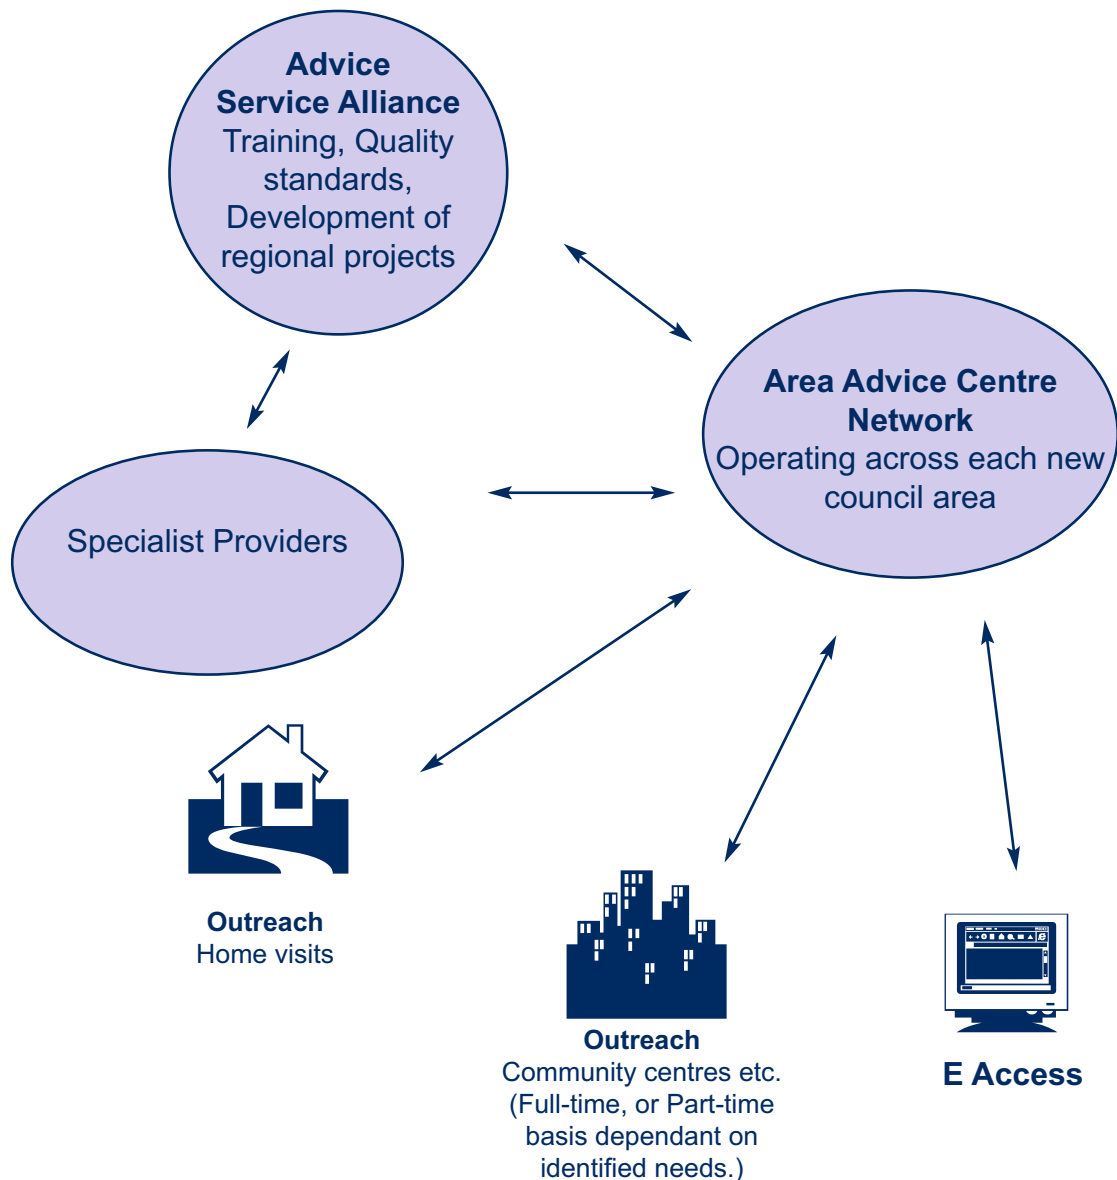 Advice
Service Alliance
Training, Quality
standards,
Development of
regional projects
Area Advice Centre
Network
Operating across each new
council area
Specialist Providers
Outreach
Home visits
Outreach
Community centres etc.
(Full-time, or Part-time
basis dependant on
identified needs.)
E Access